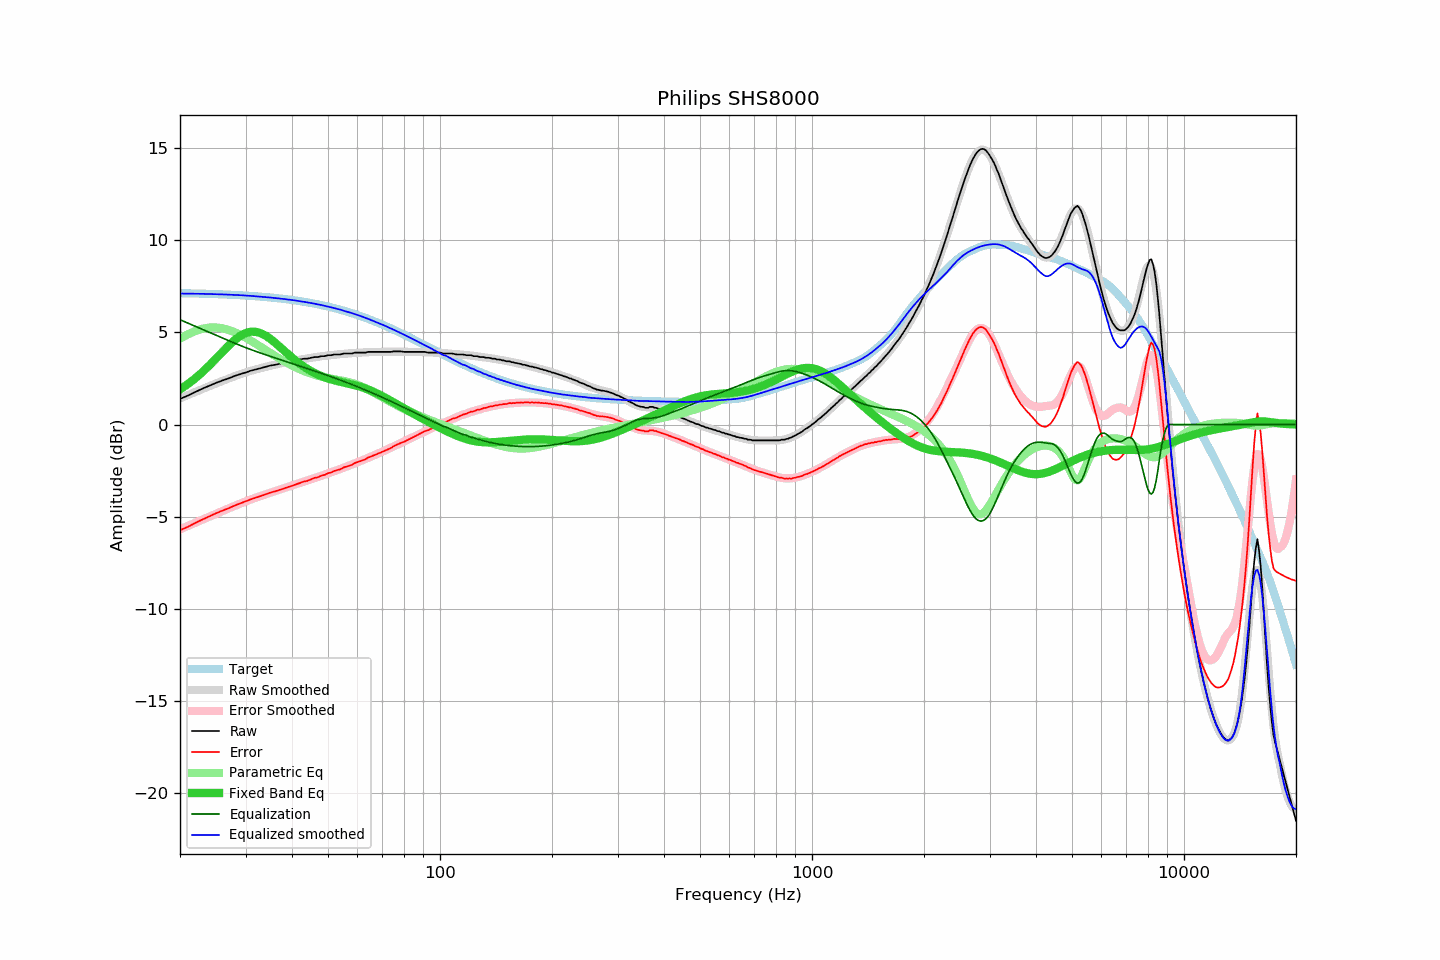 Philips SHS8000
Amplitude (dBr)
15
10
5
0
−5
−10
−15
−20
Target
Raw Smoothed
Error Smoothed
Raw
Error
Parametric Eq
Fixed Band Eq
Equalization
Equalized smoothed
100 1000 10000
Frequency (Hz)